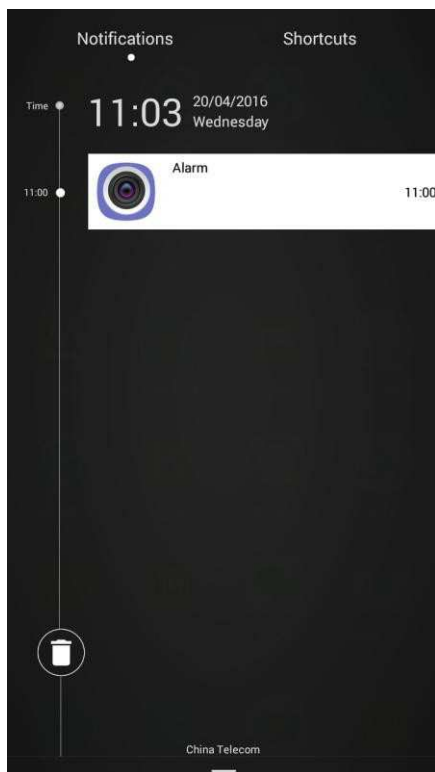 Notifications Shortcuts
Time 11:03 20/04/2016
Wednesday
Alarm
11:00 11:00
China Telecom